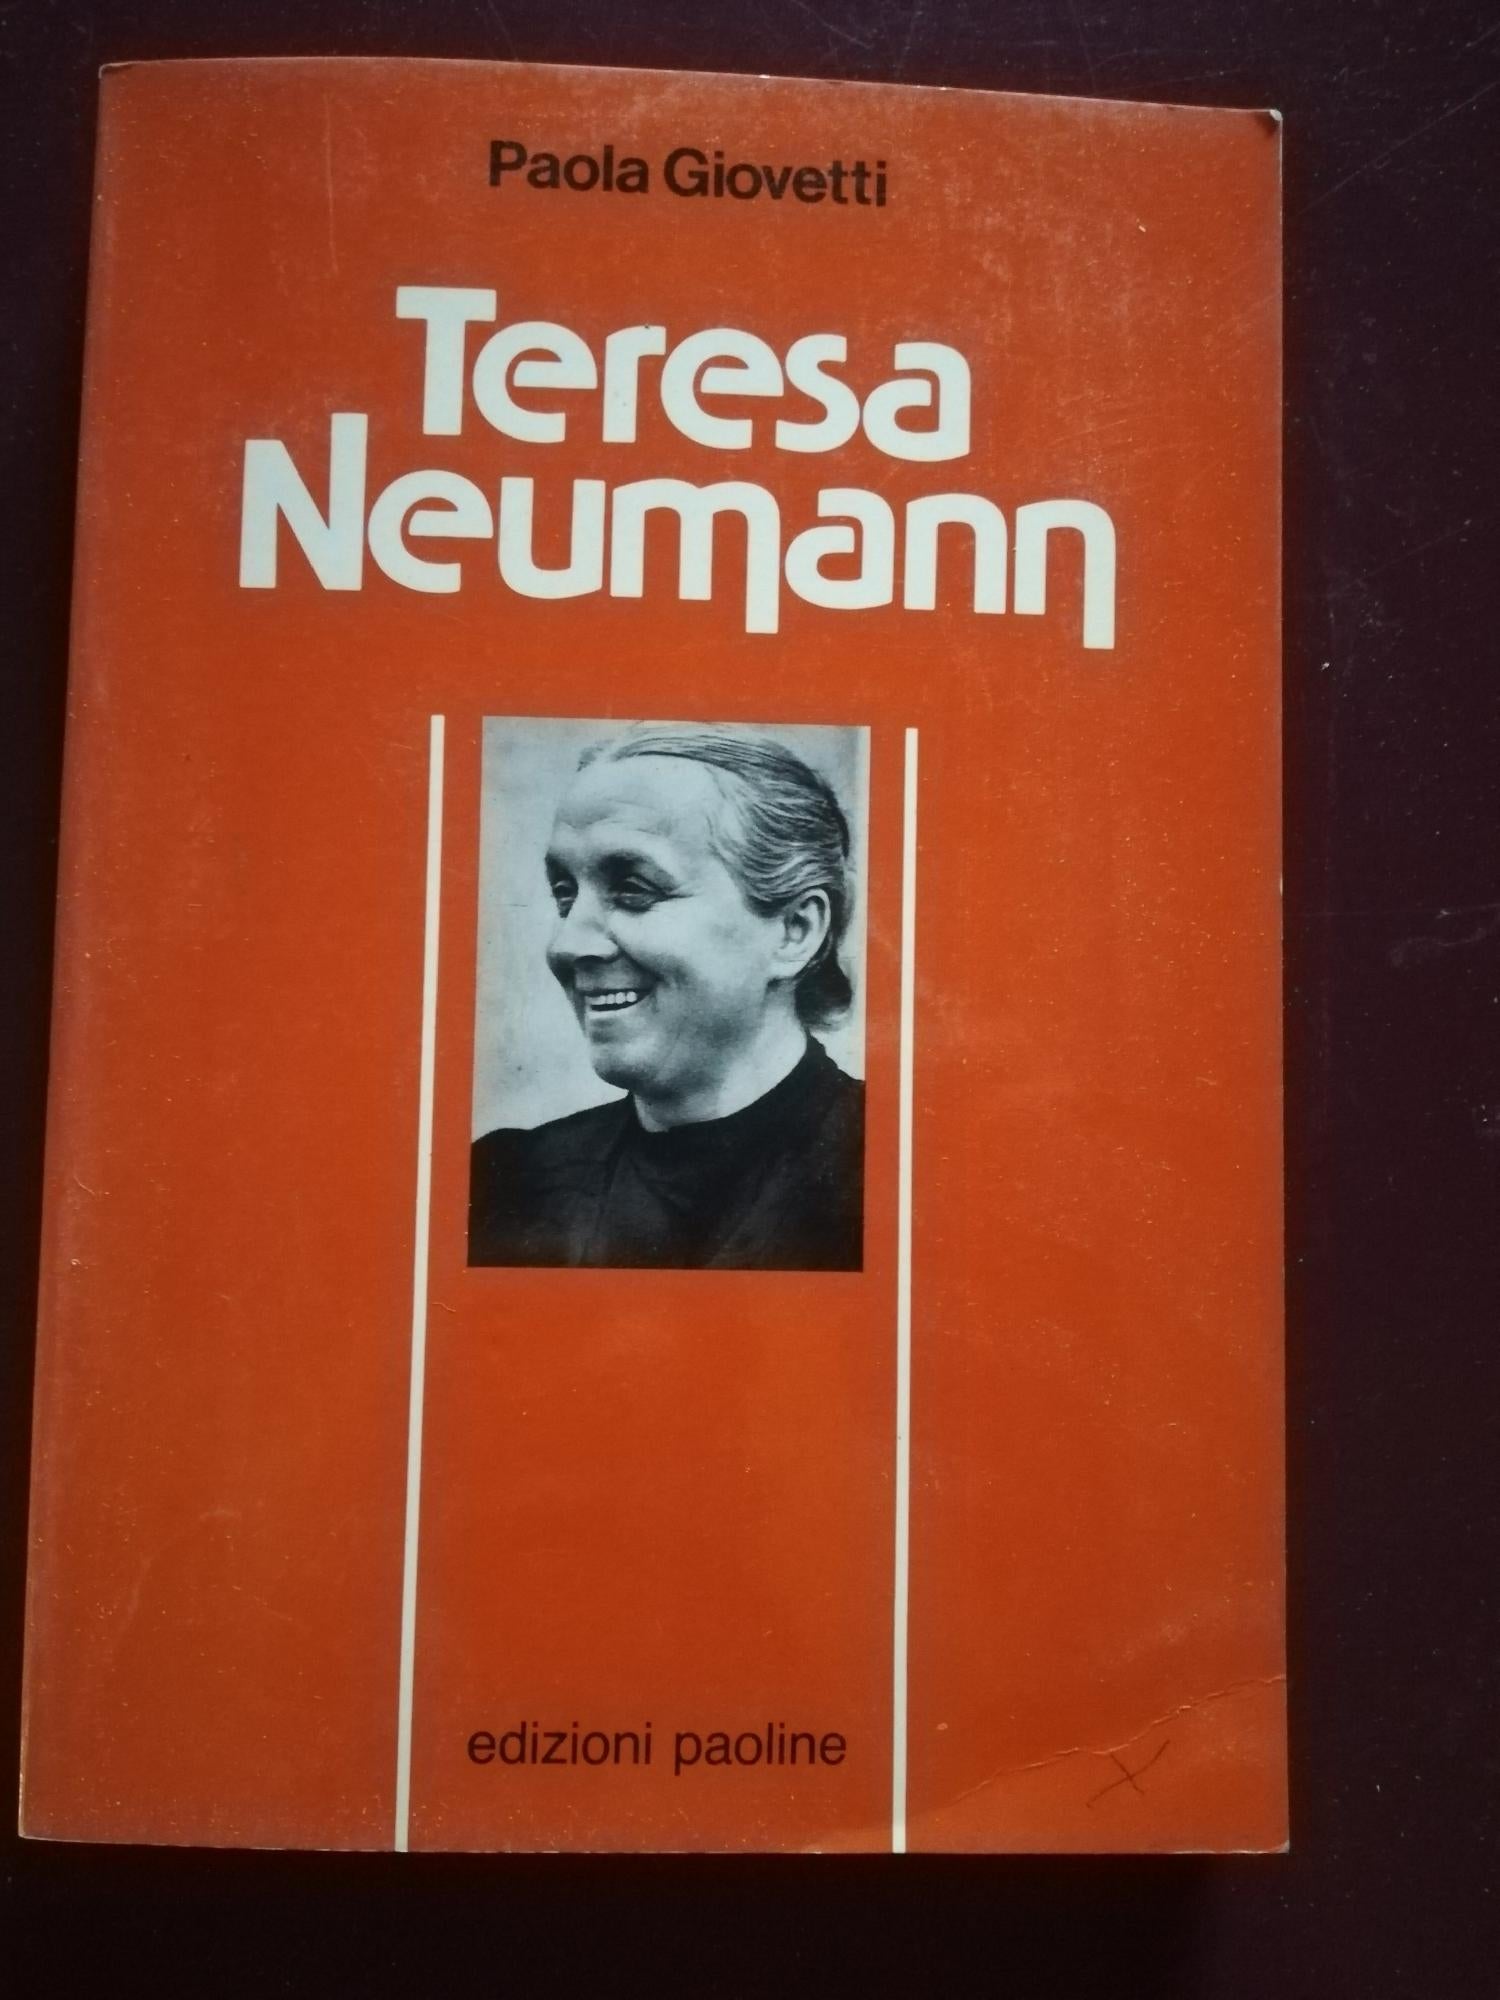 Paola Giovetti
Teresa
Neumann
edizioni paoline